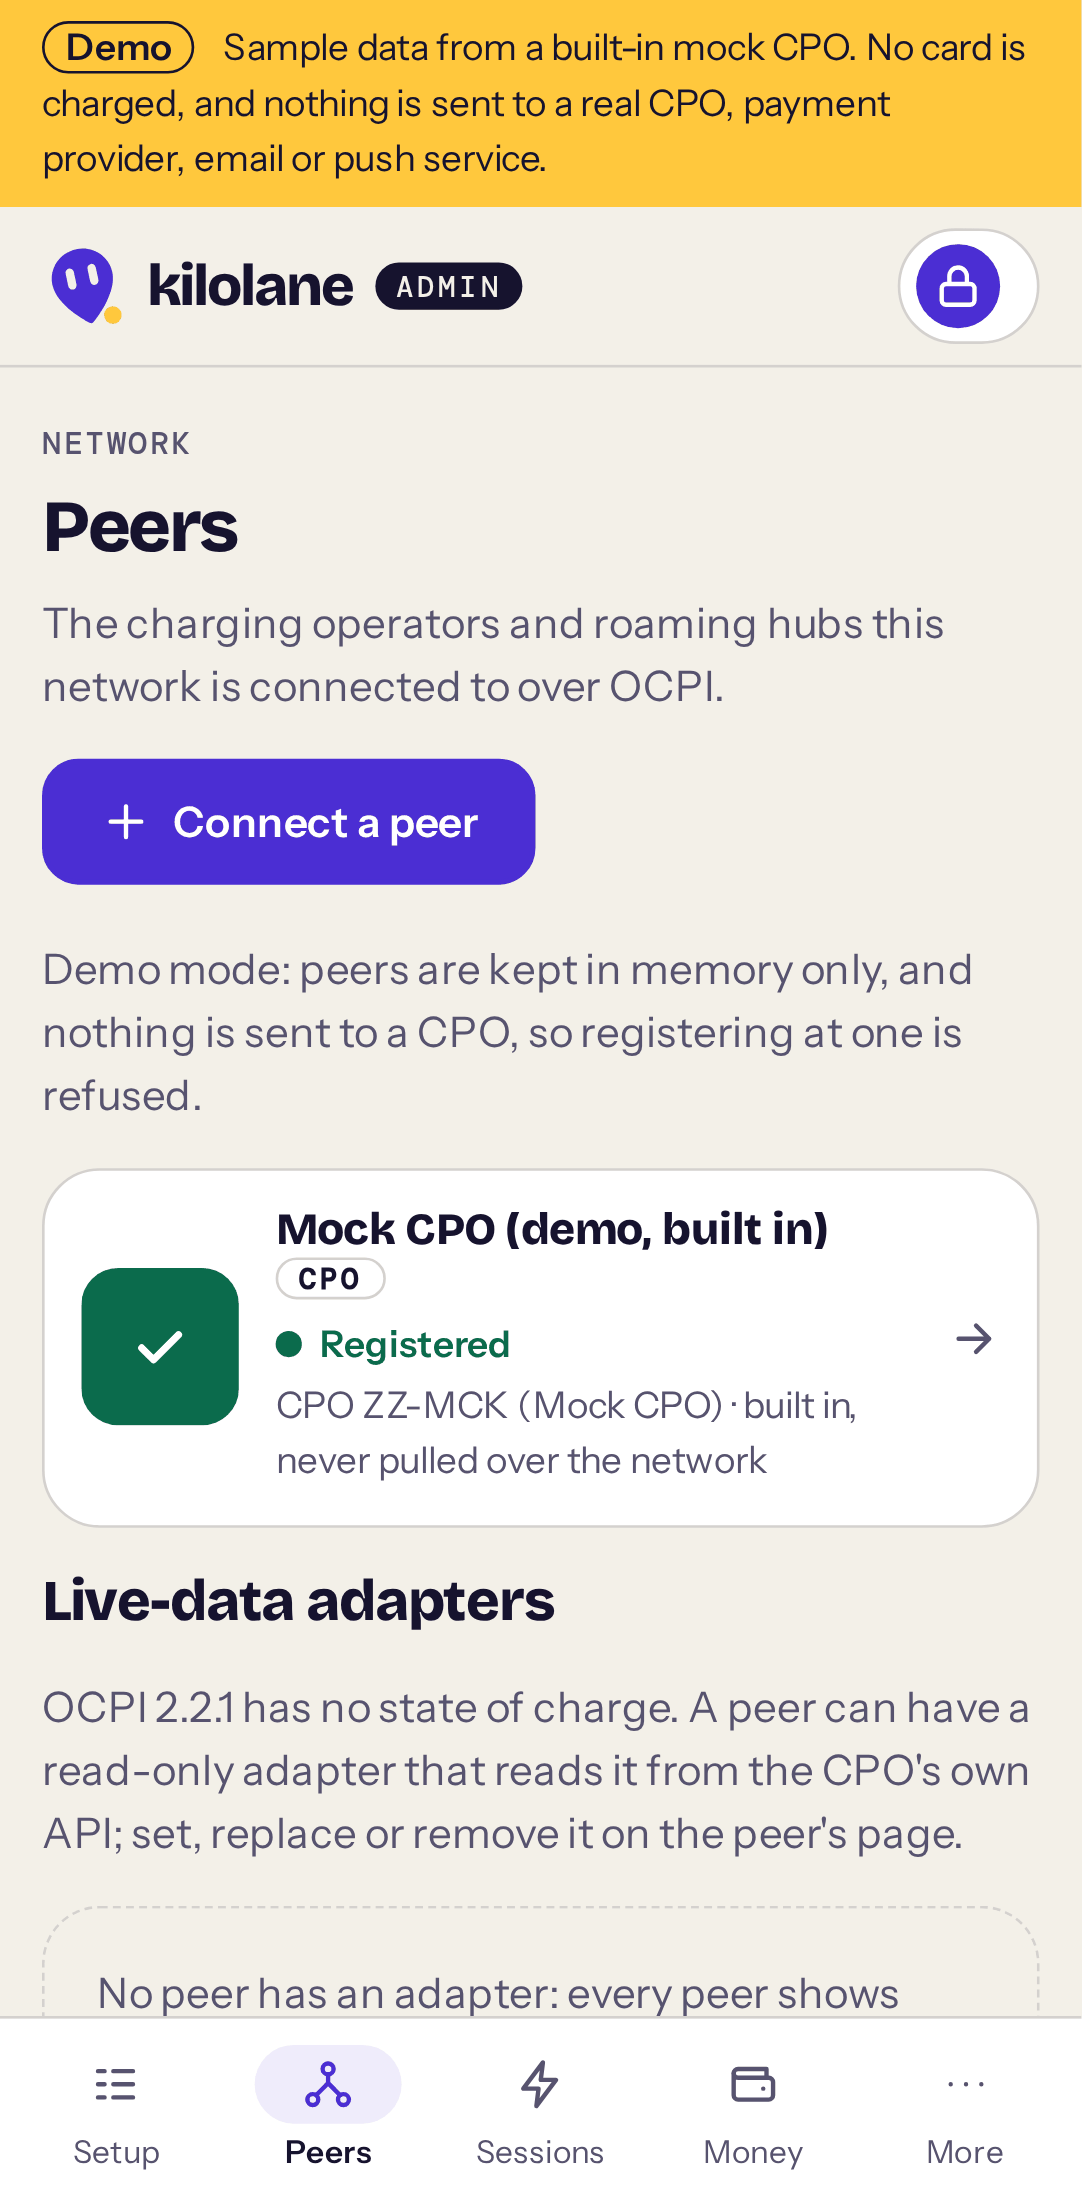 Demo Sample data from a built-in mock CPO. No card is
charged, and nothing is sent to a real CPO, payment
provider, email or push service.
kilolane ADMIN
NETWORK
Peers
The charging operators and roaming hubs this
network is connected to over OCPI.
Connect a peer
Demo mode: peers are kept in memory only, and
nothing is sent to a CPO, so registering at one is
refused.
Mock CPO (demo, built in)
CPO
Registered
CPO ZZ-MCK (Mock CPO) · built in,
never pulled over the network
Live-data adapters
OCPI 2.2.1 has no state of charge. A peer can have a
read-only adapter that reads it from the CPO's own
API; set, replace or remove it on the peer's page.
No peer has an adapter: every peer shows
Setup Peers Sessions Money More